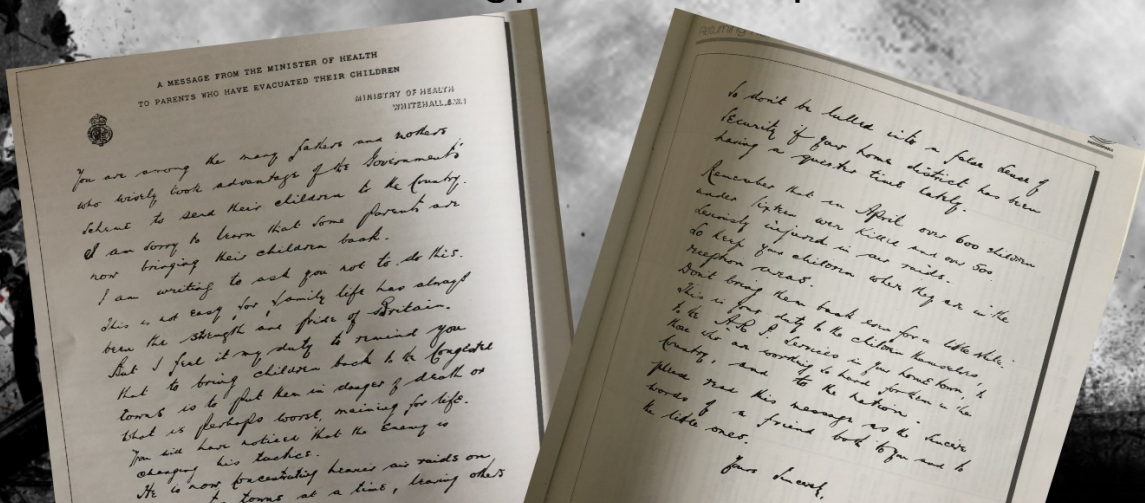 A MESSAGE FROM THE MINISTER OF HEALTH
TO PARENTS WHO HAVE EVACUATED THEIR CHILDREN
MINISTRY OF HEALTH
WHITEHALL, S.W.1
You are among the many fathers and mothers
who wisely took advantage of the Government's
Scheme to send their children to the Country.
I am sorry to learn that some parents are
now bringing their children back.
I am writing to ask you not to do this.
This is not easy, for, family life has always
been the strength and pride of Britain.
But I feel it my duty to remind you
that to bring children back to the Congested
towns is to put them in danger of death or
what is perhaps worst, maiming for life.
You will have noticed that the Enemy is
changing his tactics.
He is now concentrating heavier air raids on
towns at a time, leaving others
So don't be lulled into a false sense of
Security if your home district has been
having a quieter time lately.
Remember that in April over 600 children
under sixteen were killed and over 500
seriously injured in air raids.
So keep your children where they are in the
reception areas.
Don't bring them back even for a little while.
This is your duty to the children themselves,
to the A.R.P. Services in your home town, to
those who are working so hard for them in the
Country, and to the nation.
please read this message as the sincere
words of a friend both to you and to
the little ones.
Yours Sincerely,